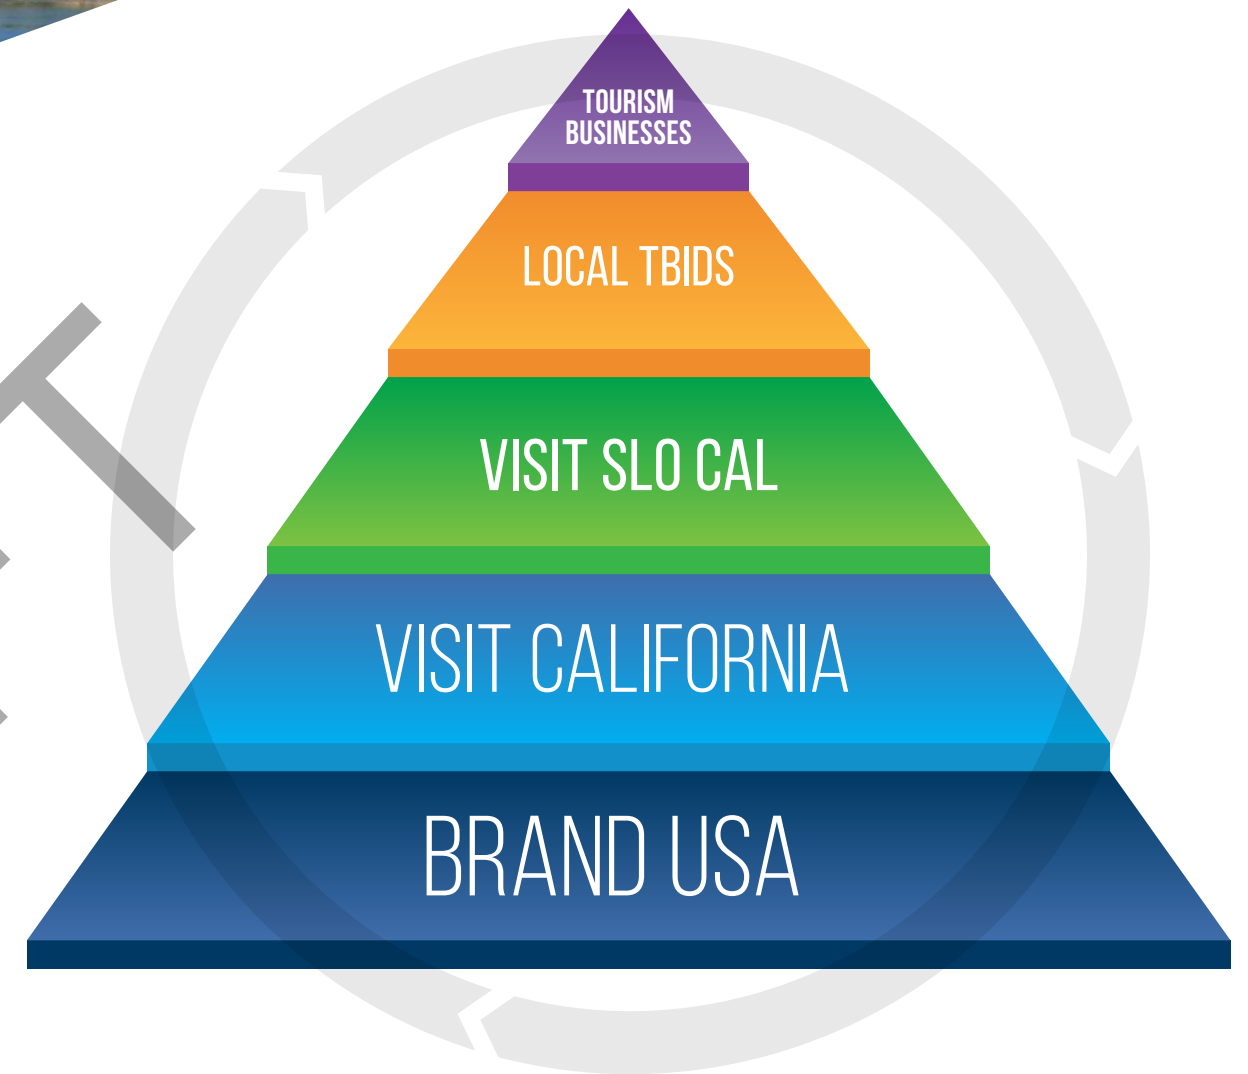 TOURISM
BUSINESSES
LOCAL TBIDS
VISIT SLO CAL
VISIT CALIFORNIA
BRAND USA